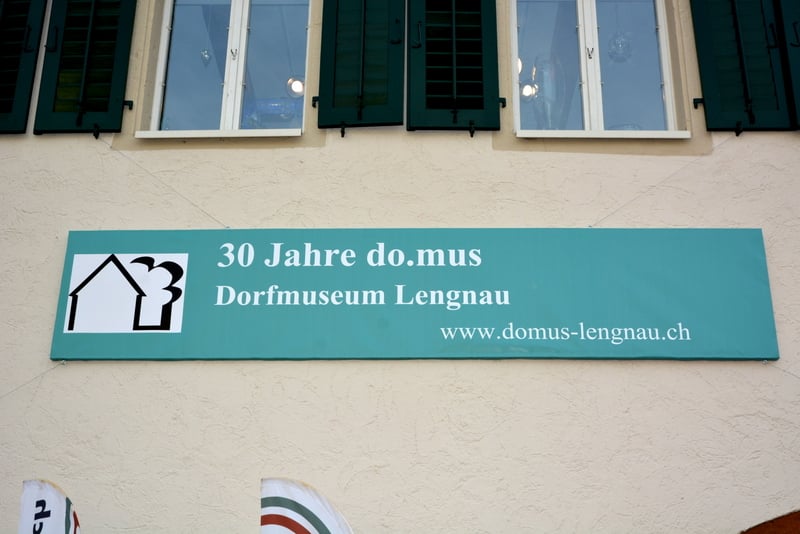 30 Jahre do.mus
Dorfmuseum Lengnau
www.domus-lengnau.ch